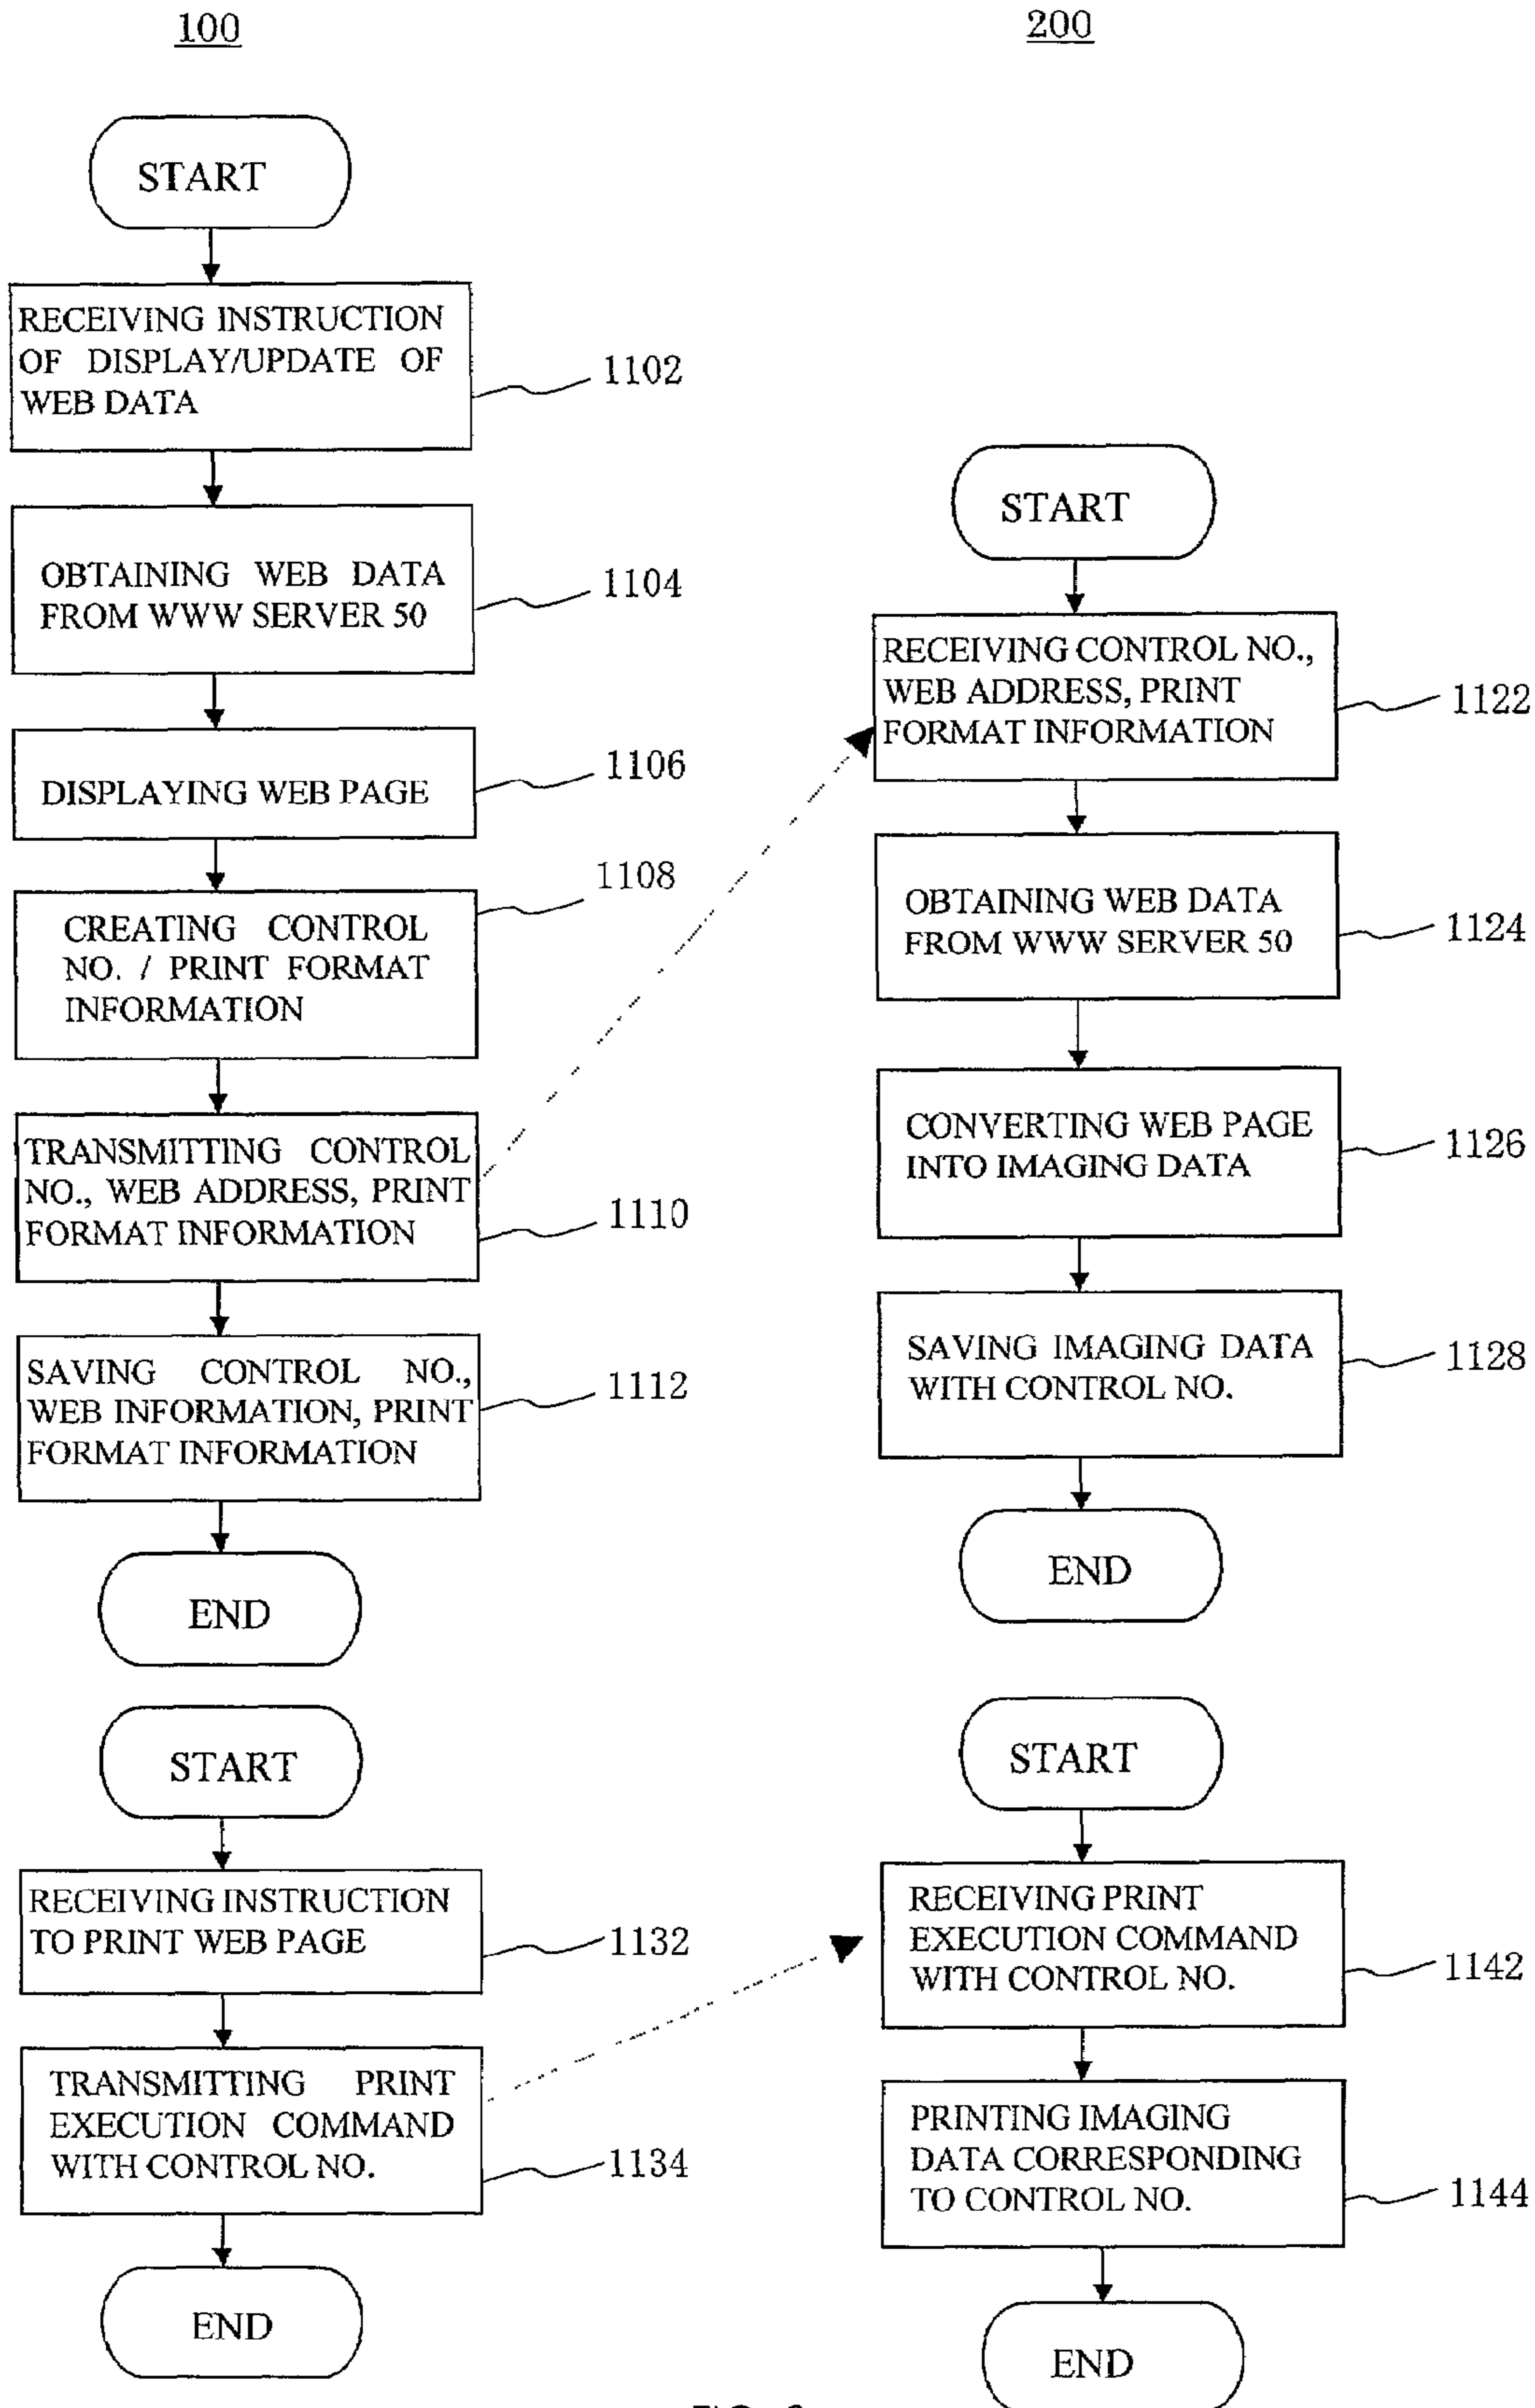 100
START
RECEIVING INSTRUCTION
OF DISPLAY/UPDATE OF
WEB DATA
1102
OBTAINING WEB DATA
FROM WWW SERVER 50
1104
DISPLAYING WEB PAGE
1106
CREATING CONTROL
NO. / PRINT FORMAT
INFORMATION
1108
TRANSMITTING CONTROL
NO., WEB ADDRESS, PRINT
FORMAT INFORMATION
1110
SAVING CONTROL NO.,
WEB INFORMATION, PRINT
FORMAT INFORMATION
1112
END
START
RECEIVING INSTRUCTION
TO PRINT WEB PAGE
1132
TRANSMITTING PRINT
EXECUTION COMMAND
WITH CONTROL NO.
1134
END
200
START
RECEIVING CONTROL NO.,
WEB ADDRESS, PRINT
FORMAT INFORMATION
1122
OBTAINING WEB DATA
FROM WWW SERVER 50
1124
CONVERTING WEB PAGE
INTO IMAGING DATA
1126
SAVING IMAGING DATA
WITH CONTROL NO.
1128
END
START
RECEIVING PRINT
EXECUTION COMMAND
WITH CONTROL NO.
1142
PRINTING IMAGING
DATA CORRESPONDING
TO CONTROL NO.
1144
END